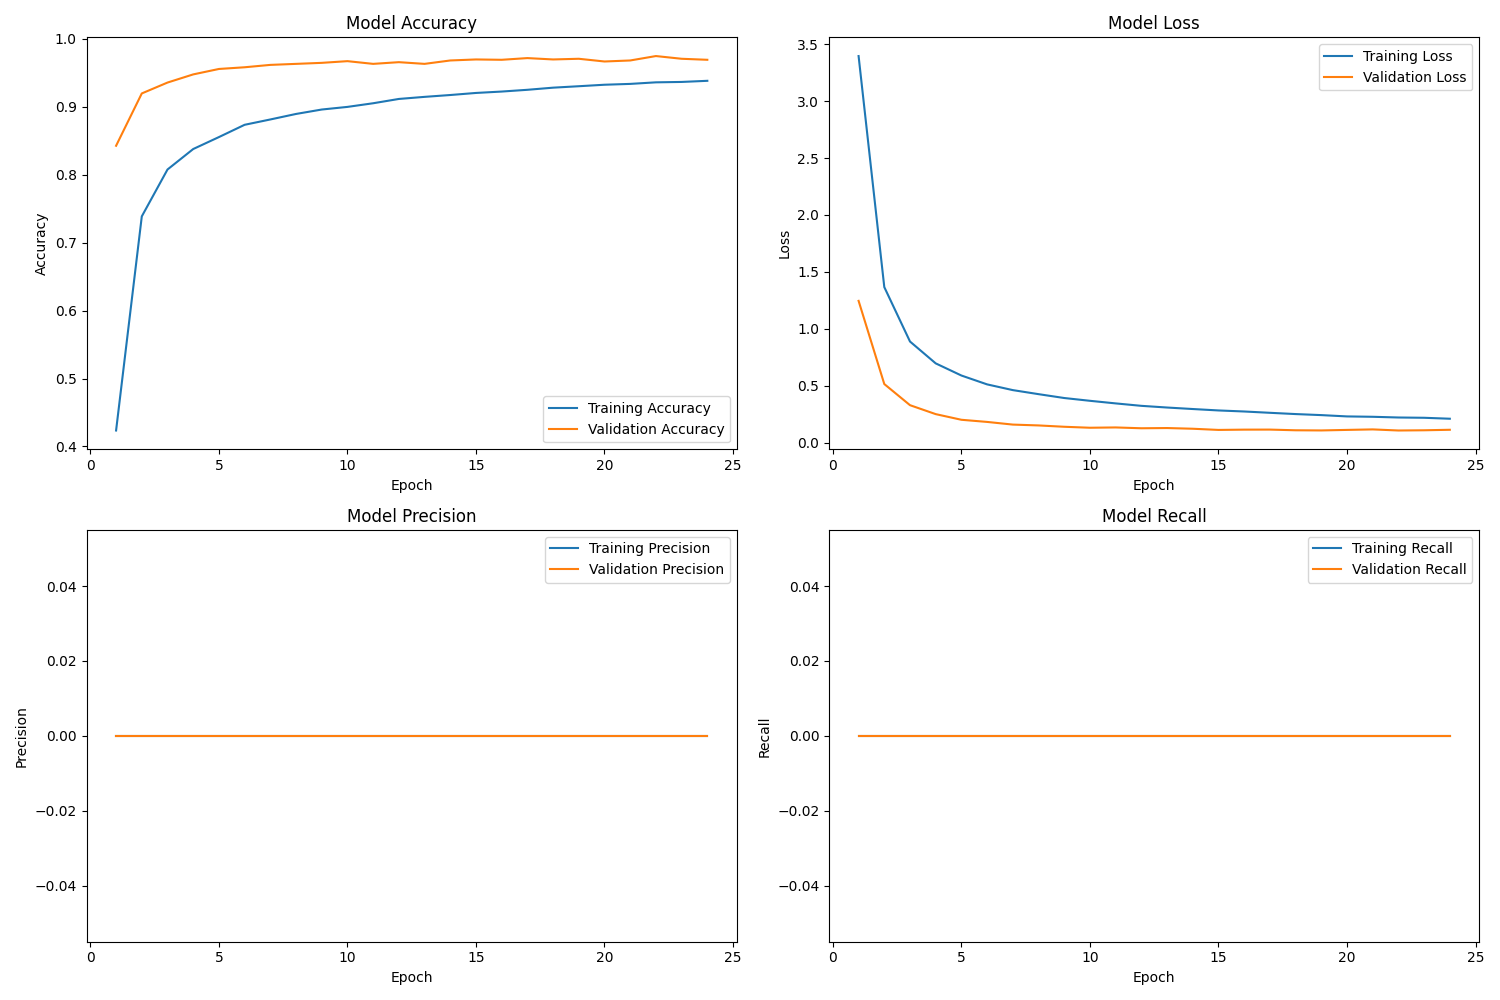 Model Accuracy
1.0
0.9
0.8
0.7
0.6
0.5
0.4
Accuracy
Training Accuracy
Validation Accuracy
0 5 10 15 20 25
Epoch
Model Loss
3.5
3.0
2.5
2.0
1.5
1.0
0.5
0.0
Loss
Training Loss
Validation Loss
0 5 10 15 20 25
Epoch
Model Precision
0.04
0.02
0.00
−0.02
−0.04
Precision
Training Precision
Validation Precision
0 5 10 15 20 25
Epoch
Model Recall
0.04
0.02
0.00
−0.02
−0.04
Recall
Training Recall
Validation Recall
0 5 10 15 20 25
Epoch